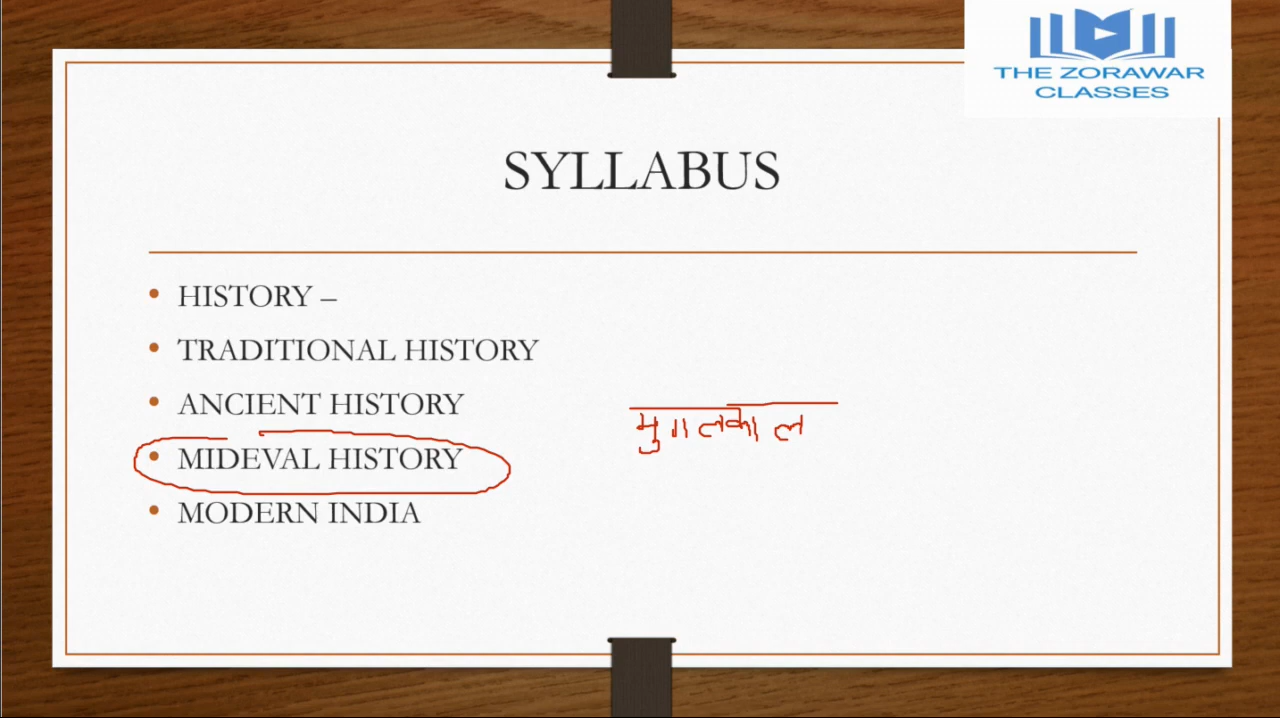 THE ZORAWAR
CLASSES
SYLLABUS
• HISTORY –
• TRADITIONAL HISTORY
• ANCIENT HISTORY
मुगलकाल
• MIDEVAL HISTORY
• MODERN INDIA